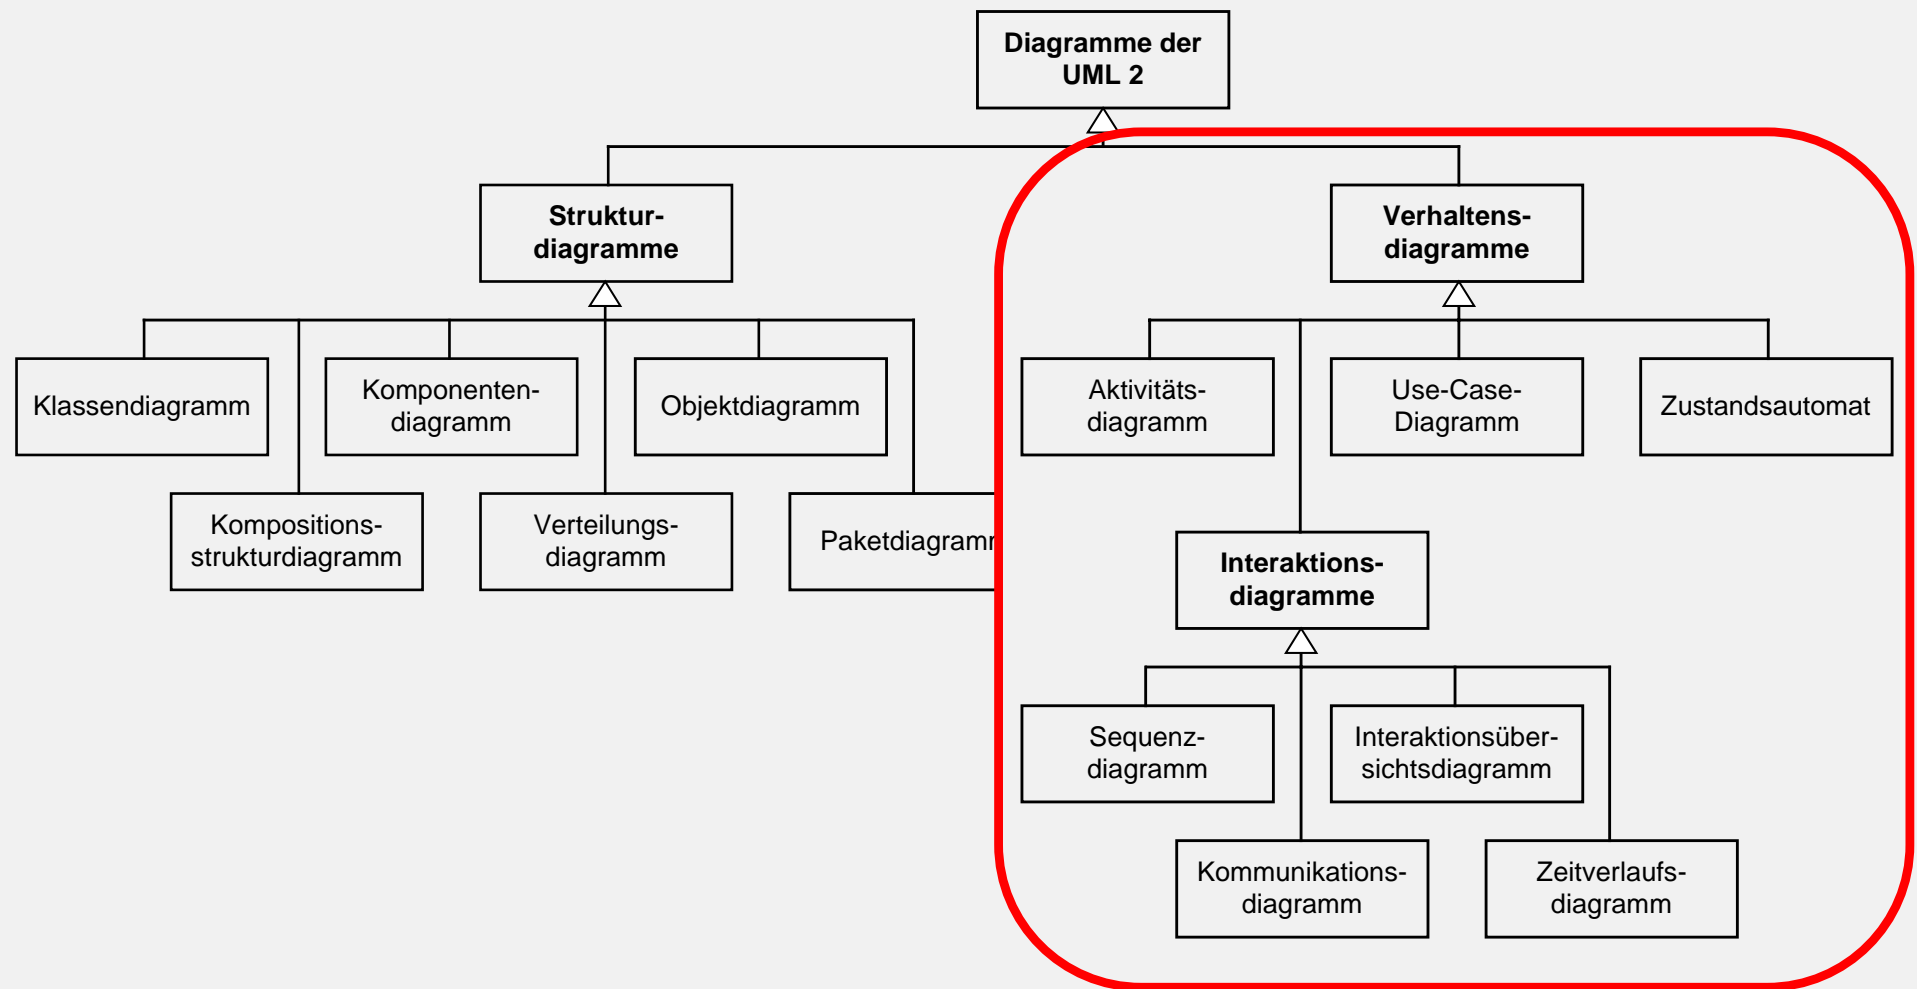 Diagramme der
UML 2
Struktur-
diagramme
Verhaltens-
diagramme
Klassendiagramm
Komponenten-
diagramm
Objektdiagramm
Aktivitäts-
diagramm
Use-Case-
Diagramm
Zustandsautomat
Kompositions-
strukturdiagramm
Verteilungs-
diagramm
Paketdiagramm
Interaktions-
diagramme
Sequenz-
diagramm
Interaktionsüber-
sichtsdiagramm
Kommunikations-
diagramm
Zeitverlaufs-
diagramm